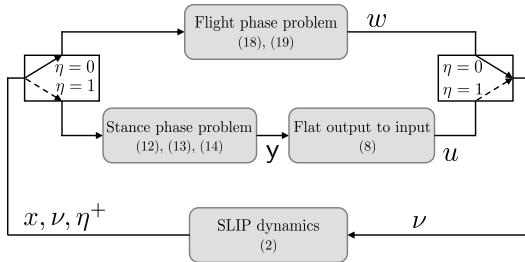 Flight phase problem
(18), (19)
w
η = 0
η = 1
η = 0
η = 1
Stance phase problem
(12), (13), (14)
y
Flat output to input
(8)
u
x, ν, η⁺
SLIP dynamics
(2)
ν